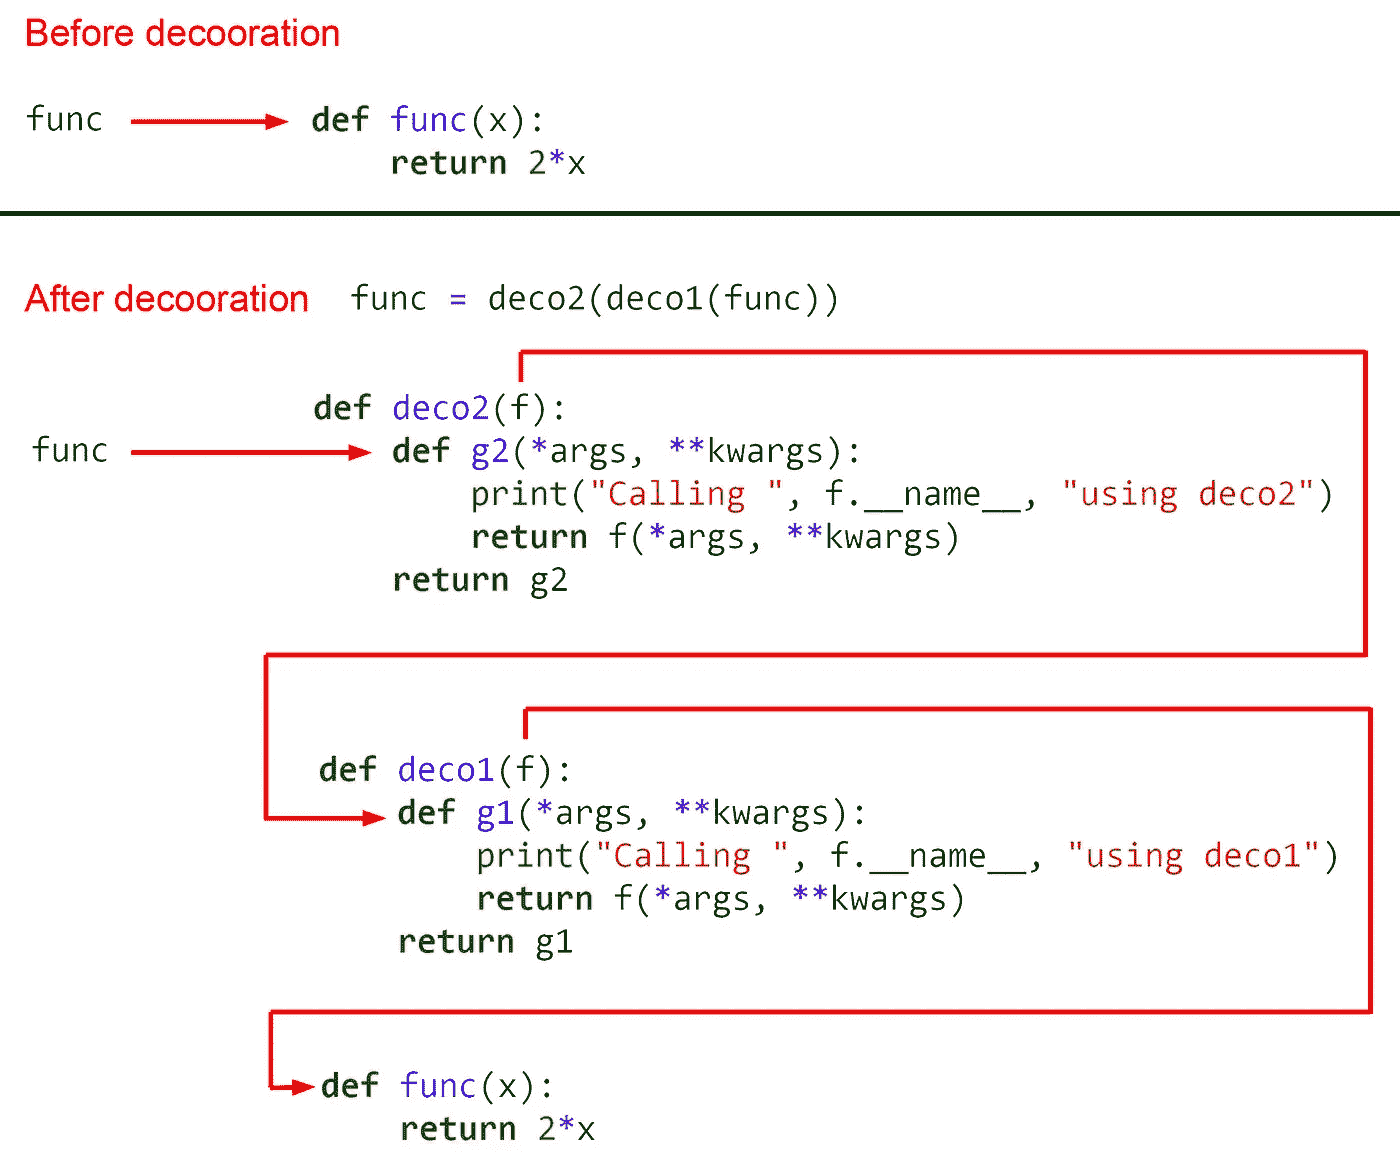 Before decooration
func def func(x):
return 2*x
After decooration func = deco2(deco1(func))
def deco2(f):
func def g2(*args, **kwargs):
print("Calling ", f.__name__, "using deco2")
return f(*args, **kwargs)
return g2
def deco1(f):
def g1(*args, **kwargs):
print("Calling ", f.__name__, "using deco1")
return f(*args, **kwargs)
return g1
def func(x):
return 2*x